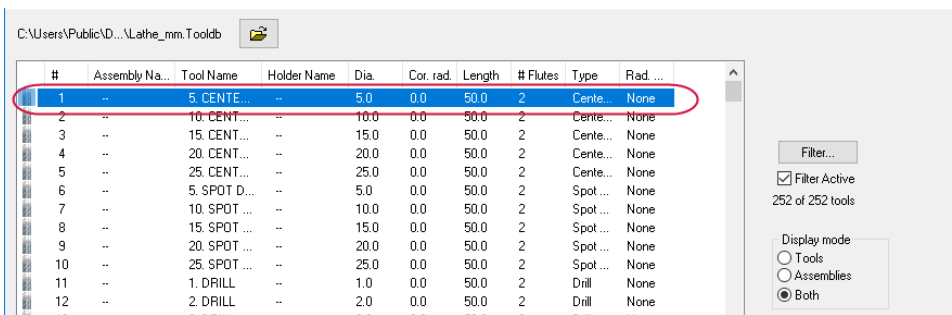 C:\Users\Public\D...\Lathe_mm.Tooldb
# Assembly Na... Tool Name Holder Name Dia. Cor. rad. Length # Flutes Type Rad. ...
1 -- 5. CENTE... -- 5.0 0.0 50.0 2 Cente... None
2 -- 10. CENT... -- 10.0 0.0 50.0 2 Cente... None
3 -- 15. CENT... -- 15.0 0.0 50.0 2 Cente... None
4 -- 20. CENT... -- 20.0 0.0 50.0 2 Cente... None
5 -- 25. CENT... -- 25.0 0.0 50.0 2 Cente... None
6 -- 5. SPOT D... -- 5.0 0.0 50.0 2 Spot ... None
7 -- 10. SPOT ... -- 10.0 0.0 50.0 2 Spot ... None
8 -- 15. SPOT ... -- 15.0 0.0 50.0 2 Spot ... None
9 -- 20. SPOT ... -- 20.0 0.0 50.0 2 Spot ... None
10 -- 25. SPOT ... -- 25.0 0.0 50.0 2 Spot ... None
11 -- 1. DRILL -- 1.0 0.0 50.0 2 Drill None
12 -- 2. DRILL -- 2.0 0.0 50.0 2 Drill None
Filter...
Filter Active
252 of 252 tools
Display mode
Tools
Assemblies
Both